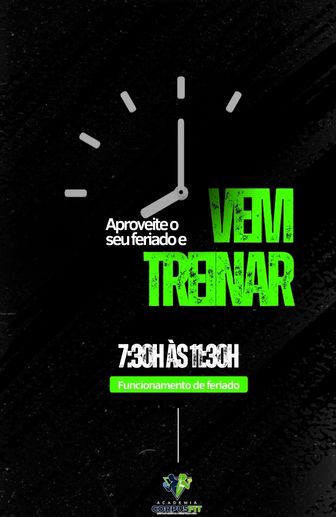 Aproveite o
seu feriado e
VEM
TREINAR
7:30H ÀS 11:30H
Funcionamento de feriado
ACADEMIA
CORPUSFIT